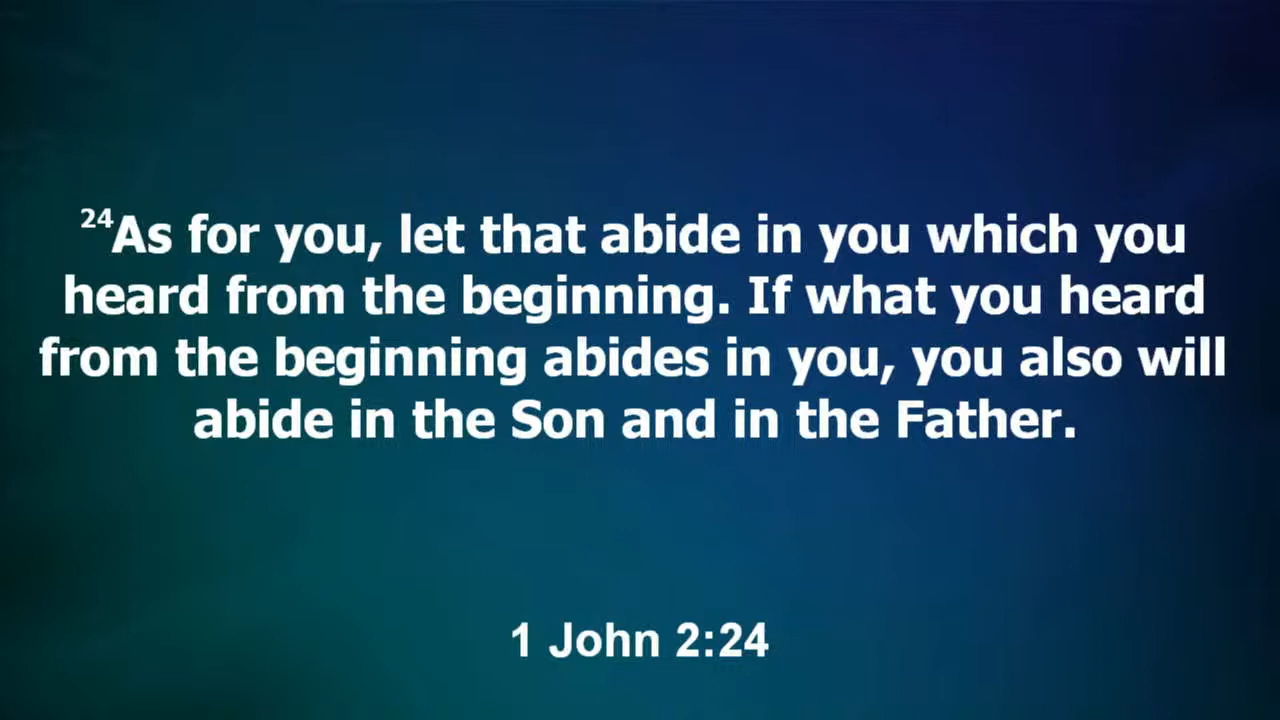 24As for you, let that abide in you which you
heard from the beginning. If what you heard
from the beginning abides in you, you also will
abide in the Son and in the Father.
1 John 2:24